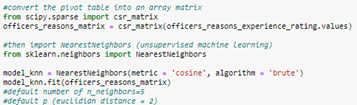 #convert the pivot table into an array matrix
from scipy.sparse import csr_matrix
officers_reasons_matrix = csr_matrix(officers_reasons_experience_rating.values)
#then import NearestNeighbors (unsupervised machine learning)
from sklearn.neighbors import NearestNeighbors
model_knn = NearestNeighbors(metric = 'cosine', algorithm = 'brute')
model_knn.fit(officers_reasons_matrix)
#default number of n_neighbors=5
#default p (euclidian distance = 2)